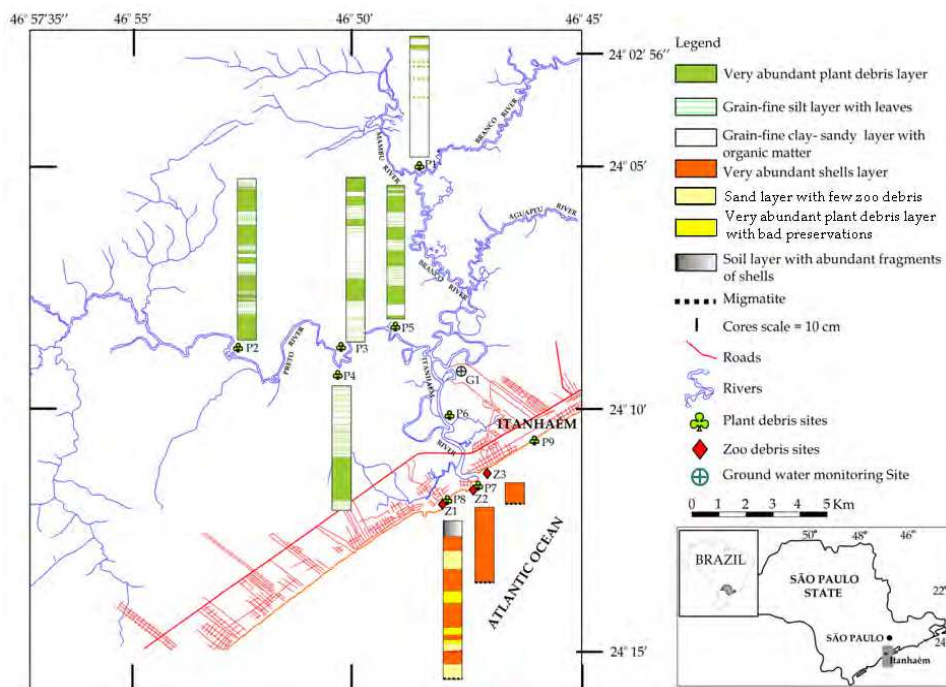 46° 57'35"
46° 55'
46° 50'
46° 45'
24° 02' 56"
24° 05'
24° 10'
24° 15'
MAMBU RIVER
BRANCO RIVER
P1
AGUAPEÚ RIVER
BRANCO RIVER
P2
PRETO RIVER
P3
P4
P5
ITANHAÉM RIVER
G1
P6
ITANHAÉM
P9
Z3
P7
Z2
P8
Z1
ATLANTIC OCEAN
Legend
Very abundant plant debris layer
Grain-fine silt layer with leaves
Grain-fine clay- sandy layer with
organic matter
Very abundant shells layer
Sand layer with few zoo debris
Very abundant plant debris layer
with bad preservations
Soil layer with abundant fragments
of shells
Migmatite
Cores scale = 10 cm
Roads
Rivers
Plant debris sites
Zoo debris sites
Ground water monitoring Site
0 1 2 3 4 5 Km
BRAZIL
50° 48° 46°
SÃO PAULO
STATE
22°
SÃO PAULO
24°
Itanhaém